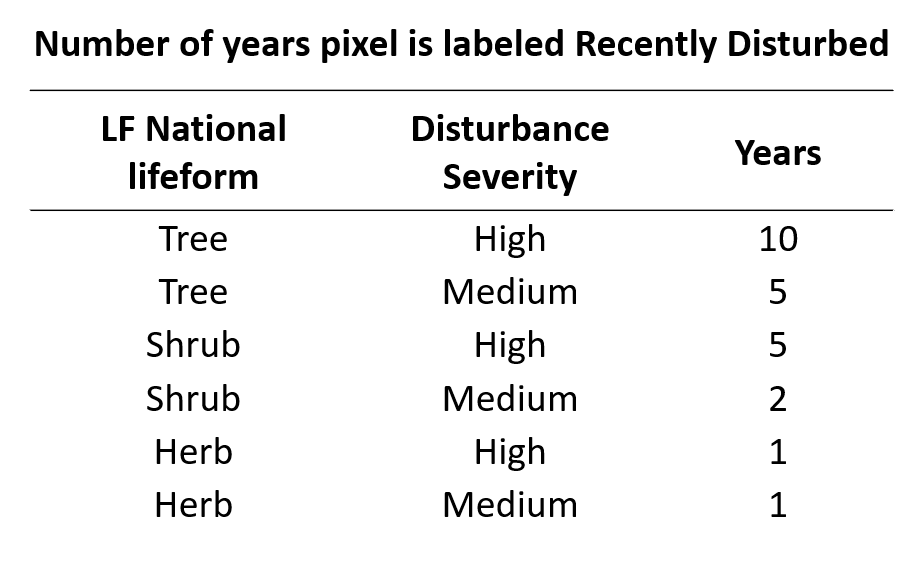 Number of years pixel is labeled Recently Disturbed
LF National lifeform Disturbance Severity Years
Tree High 10
Tree Medium 5
Shrub High 5
Shrub Medium 2
Herb High 1
Herb Medium 1